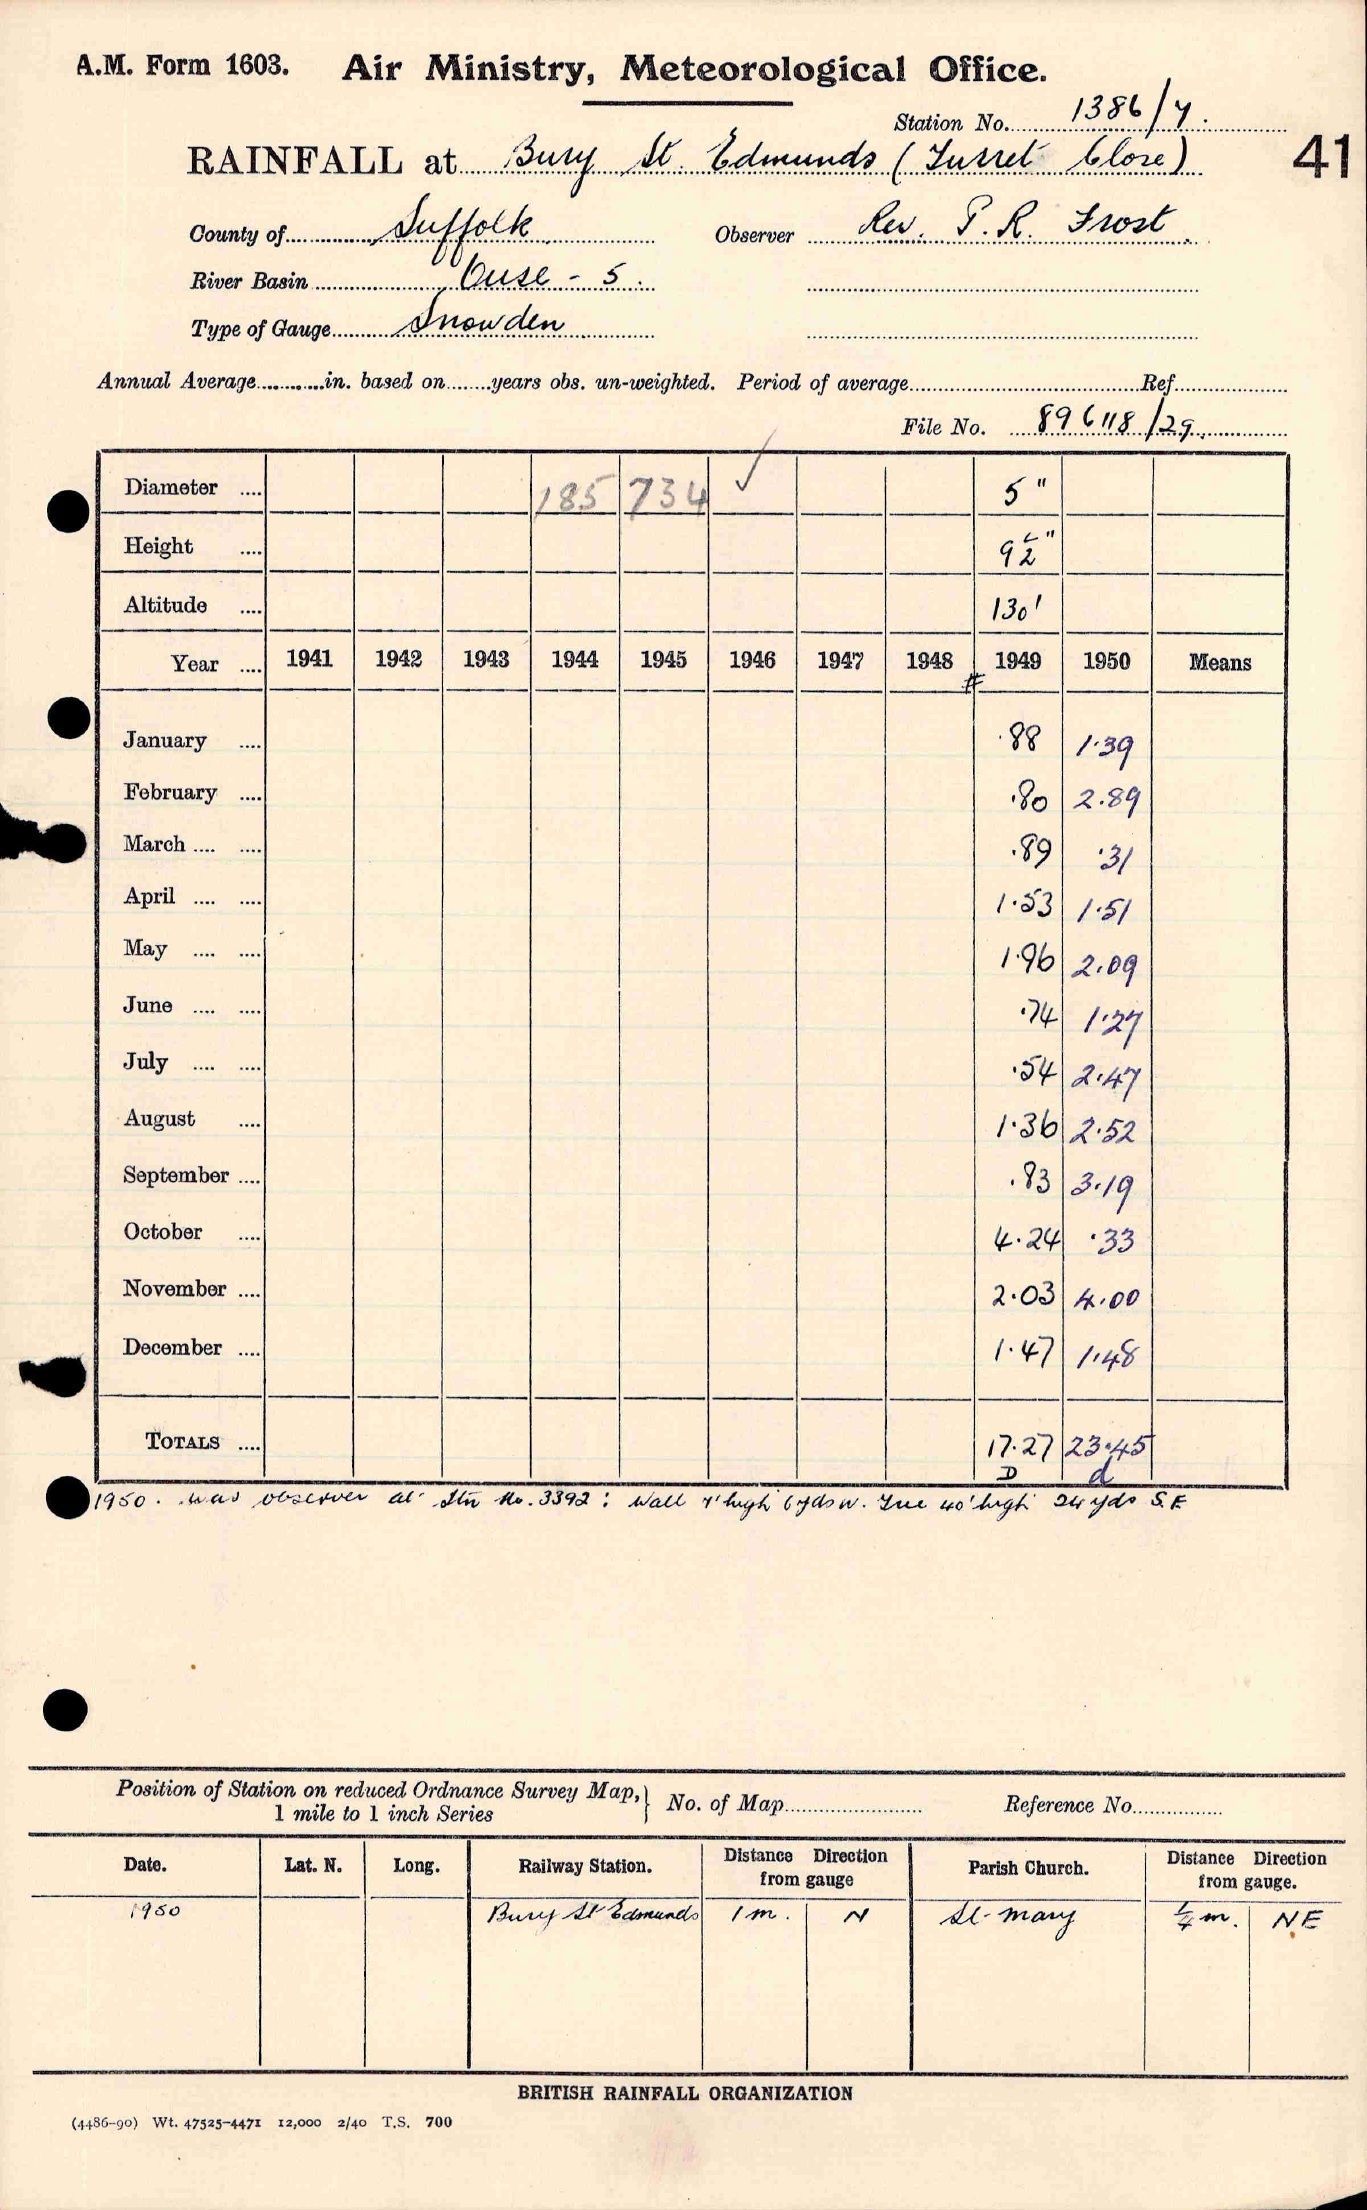 A.M. Form 1603. Air Ministry, Meteorological Office.
Station No. 1386/7.
RAINFALL at Bury St. Edmunds (Turret Close) 41
County of Suffolk Observer Rev. P. R. Frost
River Basin Ouse - 5.
Type of Gauge Snowden
Annual Average in. based on years obs. un-weighted. Period of average Ref
File No. 896118/29.
Diameter .... 185 734 ✓ 5"
Height .... 9½"
Altitude .... 130'
Year .... 1941 1942 1943 1944 1945 1946 1947 1948 # 1949 1950 Means
January .... .88 1.39
February .... .80 2.89
March .... .... .89 .31
April .... .... 1.53 1.51
May .... .... 1.96 2.09
June .... .... .74 1.27
July .... .... .54 2.47
August .... 1.36 2.52
September .... .83 3.19
October .... 4.24 .33
November .... 2.03 4.00
December .... 1.47 1.48
TOTALS .... 17.27 23.45
D d
1950. was observer at Stn No. 3392: Wall 7' high 6 yds W. Tree 40' high 24 yds S.E
Position of Station on reduced Ordnance Survey Map, } No. of Map Reference No.
1 mile to 1 inch Series
Date. Lat. N. Long. Railway Station. Distance Direction from gauge Parish Church. Distance Direction from gauge.
1950 Bury St Edmunds 1 m. N St. Mary ¼ m. NE
BRITISH RAINFALL ORGANIZATION
(4486-90) Wt. 47525-4471 12,000 2/40 T.S. 700